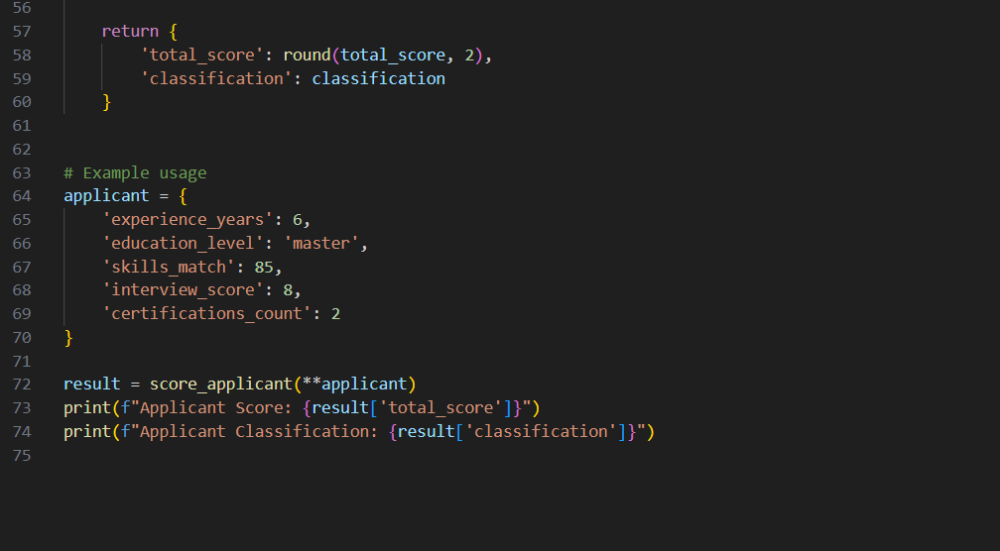 56
57 return {
58 'total_score': round(total_score, 2),
59 'classification': classification
60 }
61
62
63 # Example usage
64 applicant = {
65 'experience_years': 6,
66 'education_level': 'master',
67 'skills_match': 85,
68 'interview_score': 8,
69 'certifications_count': 2
70 }
71
72 result = score_applicant(**applicant)
73 print(f"Applicant Score: {result['total_score']}")
74 print(f"Applicant Classification: {result['classification']}")
75